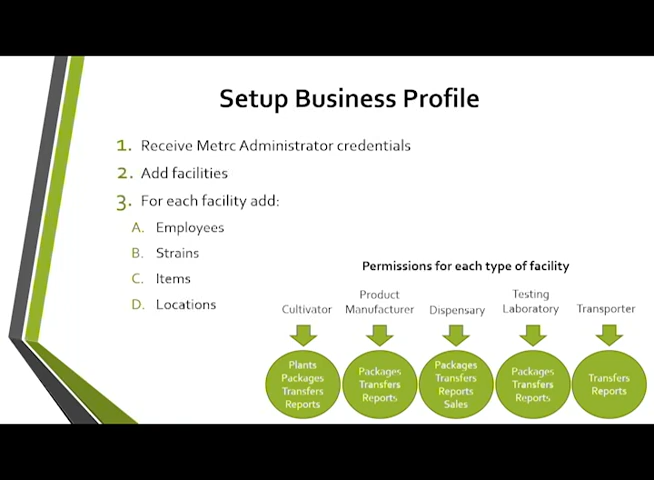 Setup Business Profile
1. Receive Metrc Administrator credentials
2. Add facilities
3. For each facility add:
A. Employees
B. Strains
C. Items
D. Locations
Permissions for each type of facility
Cultivator
Product
Manufacturer
Dispensary
Testing
Laboratory
Transporter
Plants
Packages
Transfers
Reports
Packages
Transfers
Reports
Packages
Transfers
Reports
Sales
Packages
Transfers
Reports
Transfers
Reports